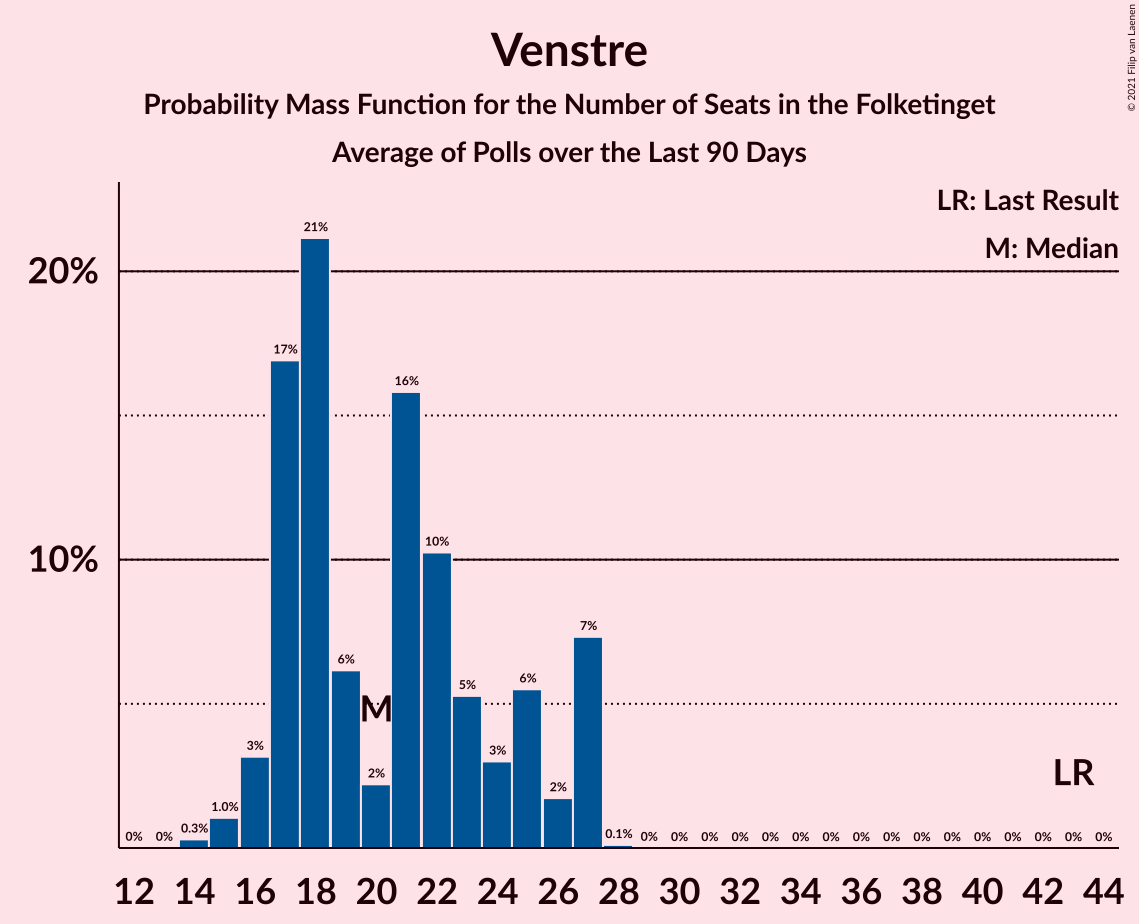 Venstre
Probability Mass Function for the Number of Seats in the Folketinget
Average of Polls over the Last 90 Days
© 2021 Filip van Laenen
LR: Last Result
M: Median
20%
10%
0% 0% 0.3% 1.0% 3% 17% 21% 6% 2% 16% 10% 5% 3% 6% 2% 7% 0.1% 0% 0% 0% 0% 0% 0% 0% 0% 0% 0% 0% 0% 0% 0% 0% 0%
M
LR
12 14 16 18 20 22 24 26 28 30 32 34 36 38 40 42 44